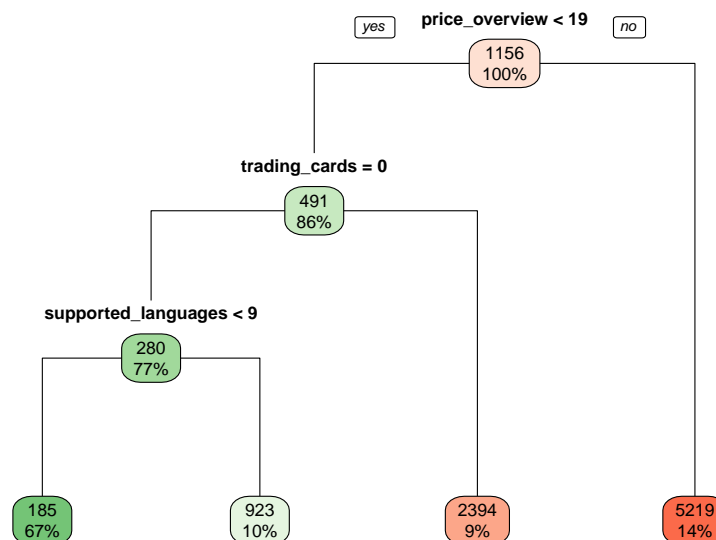 yes price_overview < 19 no
1156
100%
trading_cards = 0
491
86%
supported_languages < 9
280
77%
185 923 2394 5219
67% 10% 9% 14%